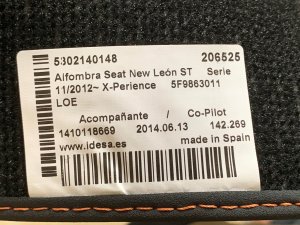 5302140148 206525
Alfombra Seat New León ST Serie
11/2012~ X-Perience 5F9863011
LOE
Acompañante / Co-Pilot
1410118669 2014.06.13 142.269
www.idesa.es made in Spain